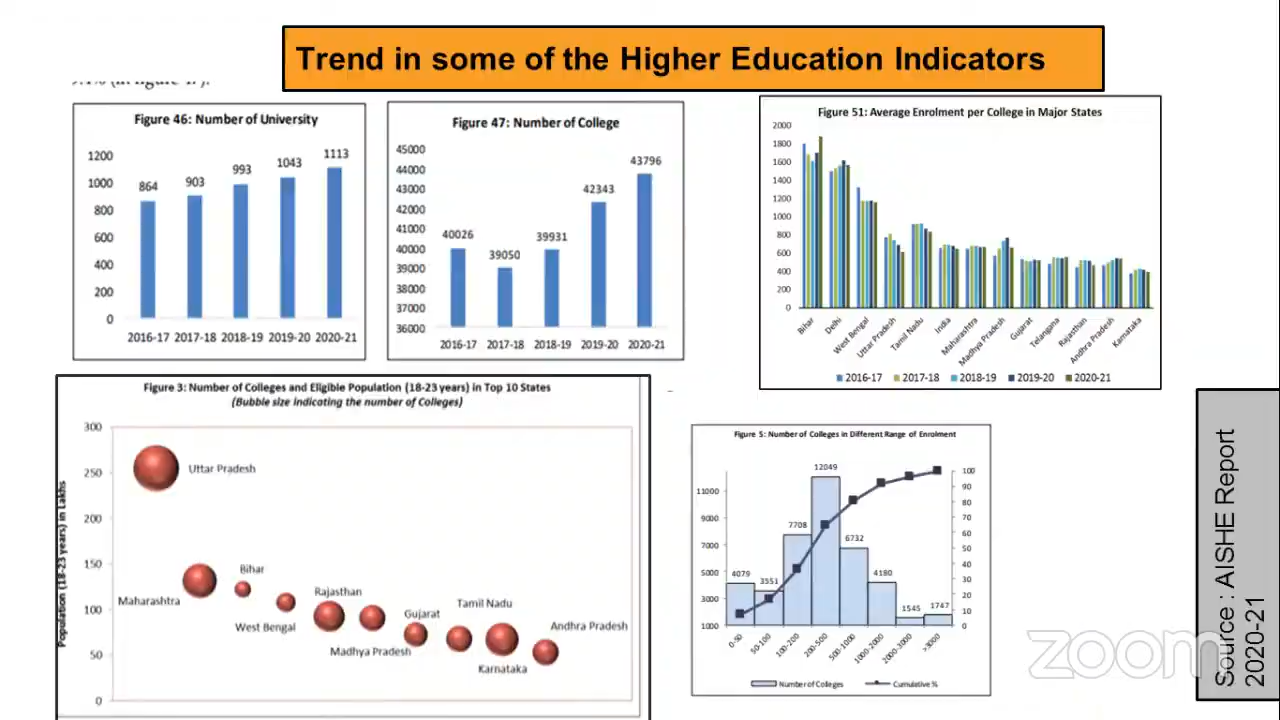 Trend in some of the Higher Education Indicators
Figure 46: Number of University
1200
1000
800
600
400
200
0
864
903
993
1043
1113
2016-17 2017-18 2018-19 2019-20 2020-21
Figure 47: Number of College
45000
44000
43000
42000
41000
40000
39000
38000
37000
36000
40026
39050
39931
42343
43796
2016-17 2017-18 2018-19 2019-20 2020-21
Figure 51: Average Enrolment per College in Major States
2000
1800
1600
1400
1200
1000
800
600
400
200
0
Bihar
Delhi
West Bengal
Uttar Pradesh
Tamil Nadu
India
Maharashtra
Madhya Pradesh
Gujarat
Telangana
Rajasthan
Andhra Pradesh
Karnataka
2016-17 2017-18 2018-19 2019-20 2020-21
Figure 3: Number of Colleges and Eligible Population (18-23 years) in Top 10 States
(Bubble size indicating the number of Colleges)
Population (18-23 years) in Lakhs
300
250
200
150
100
50
0
Uttar Pradesh
Maharashtra
Bihar
West Bengal
Rajasthan
Madhya Pradesh
Gujarat
Tamil Nadu
Karnataka
Andhra Pradesh
Figure 5: Number of Colleges in Different Range of Enrolment
11000
9000
7000
5000
3000
1000
4079
3551
7708
12049
6732
4180
1545
1747
100
90
80
70
60
50
40
30
20
10
0
0-50
50-100
100-200
200-500
500-1000
1000-2000
2000-3000
>3000
Number of Colleges Cumulative %
Source : AISHE Report
2020-21
zoom